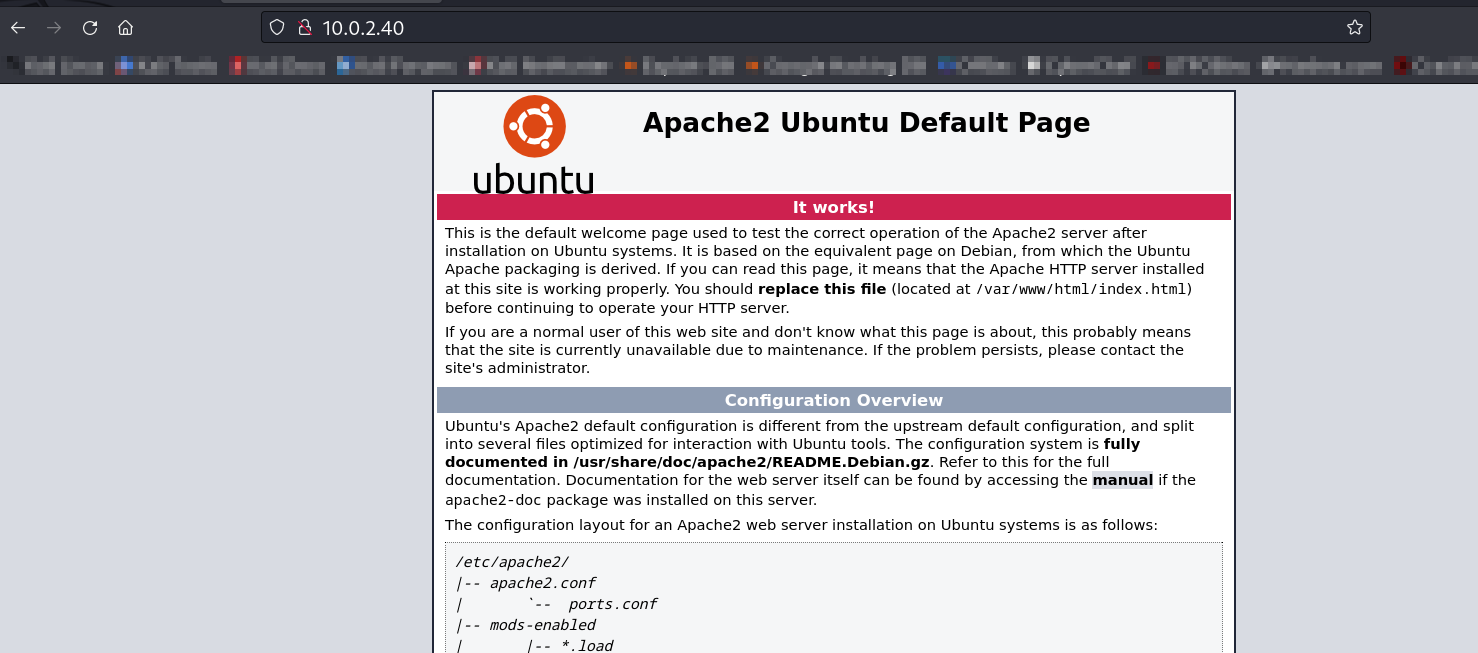 10.0.2.40
Apache2 Ubuntu Default Page
ubuntu
It works!
This is the default welcome page used to test the correct operation of the Apache2 server after
installation on Ubuntu systems. It is based on the equivalent page on Debian, from which the Ubuntu
Apache packaging is derived. If you can read this page, it means that the Apache HTTP server installed
at this site is working properly. You should replace this file (located at /var/www/html/index.html)
before continuing to operate your HTTP server.
If you are a normal user of this web site and don't know what this page is about, this probably means
that the site is currently unavailable due to maintenance. If the problem persists, please contact the
site's administrator.
Configuration Overview
Ubuntu's Apache2 default configuration is different from the upstream default configuration, and split
into several files optimized for interaction with Ubuntu tools. The configuration system is fully
documented in /usr/share/doc/apache2/README.Debian.gz. Refer to this for the full
documentation. Documentation for the web server itself can be found by accessing the manual if the
apache2-doc package was installed on this server.
The configuration layout for an Apache2 web server installation on Ubuntu systems is as follows:
/etc/apache2/
|-- apache2.conf
|       `--  ports.conf
|-- mods-enabled
|       |-- *.load